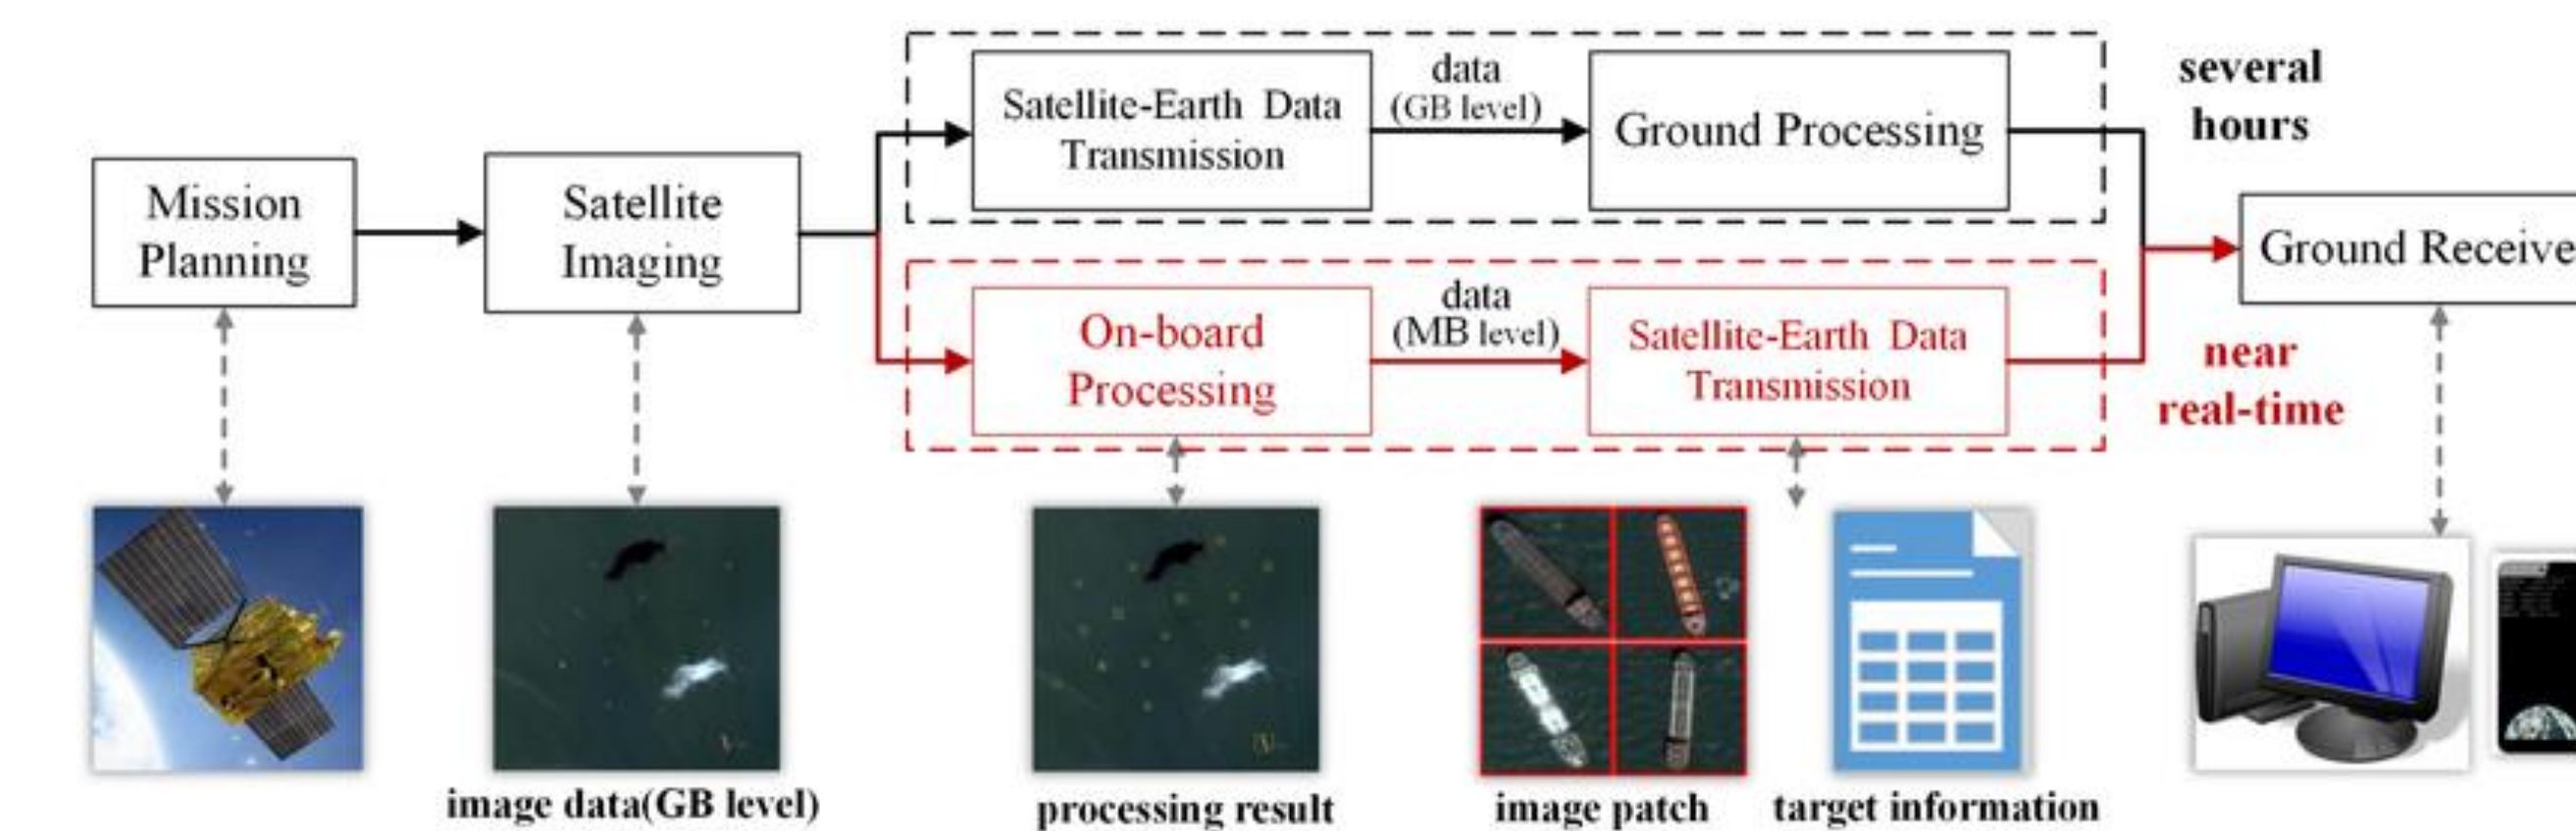 Mission
Planning
Satellite
Imaging
Satellite-Earth Data
Transmission
data
(GB level)
Ground Processing
several
hours
On-board
Processing
data
(MB level)
Satellite-Earth Data
Transmission
near
real-time
Ground Receive
image data(GB level)
processing result
image patch
target information